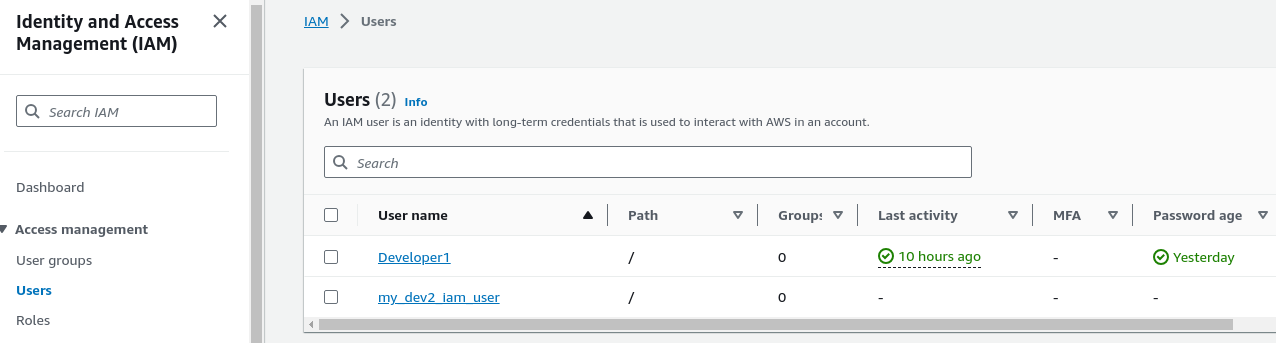 Identity and Access
Management (IAM)
Search IAM
Dashboard
Access management
User groups
Users
Roles
IAM > Users
Users (2) Info
An IAM user is an identity with long-term credentials that is used to interact with AWS in an account.
Search
User name Path Groups Last activity MFA Password age
Developer1 / 0 10 hours ago - Yesterday
my_dev2_iam_user / 0 - - -